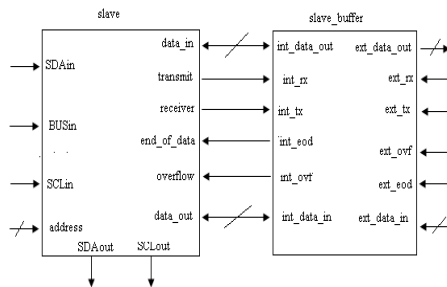 slave
slave_buffer
data_in
int_data_out
ext_data_out
SDAin
transmit
int_rx
ext_rx
receiver
int_tx
ext_tx
BUSin
end_of_data
int_eod
ext_ovf
SCLin
overflow
int_ovf
ext_eod
address
data_out
int_data_in
ext_data_in
SDAout
SCLout